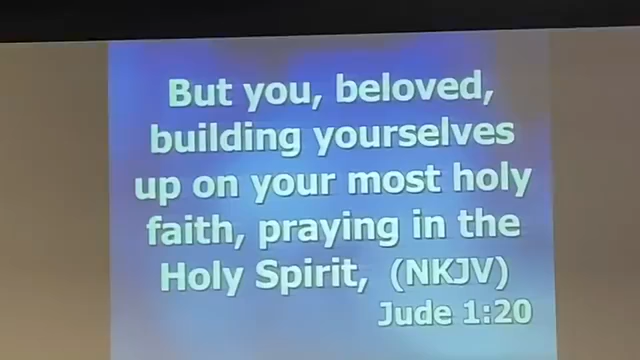 But you, beloved,
building yourselves
up on your most holy
faith, praying in the
Holy Spirit, (NKJV)
Jude 1:20